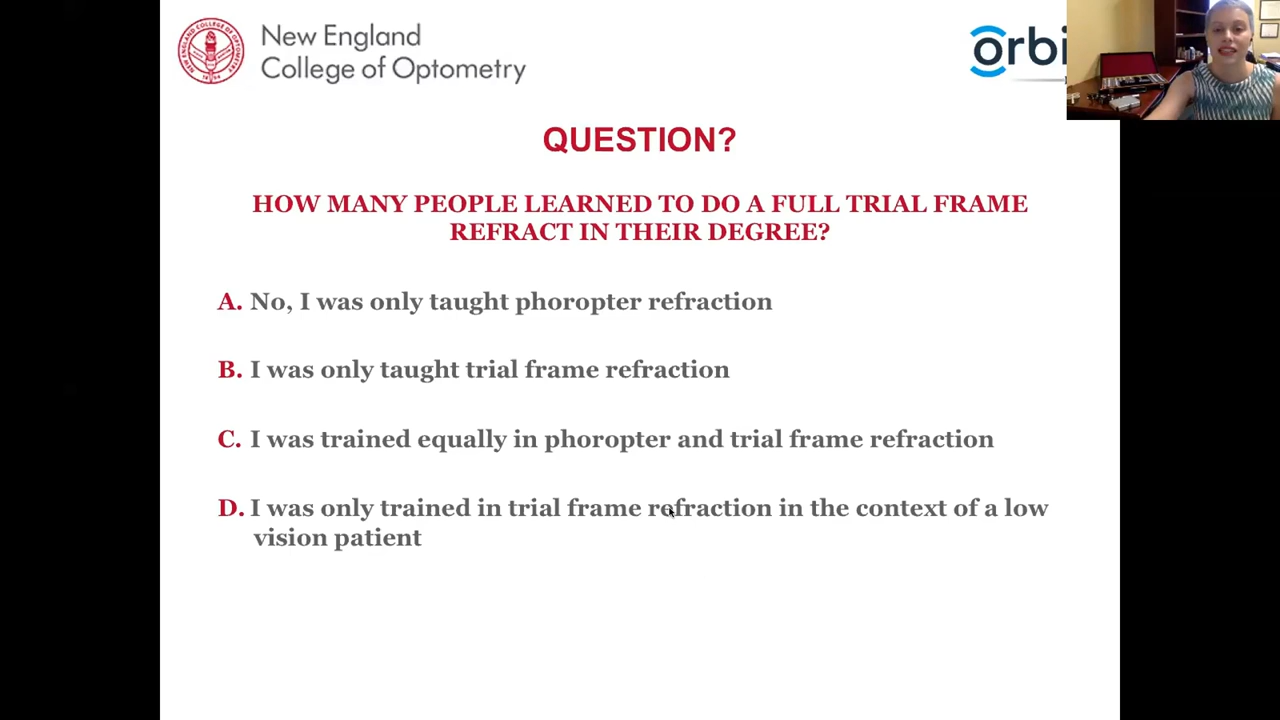 New England
College of Optometry
orbi
QUESTION?
HOW MANY PEOPLE LEARNED TO DO A FULL TRIAL FRAME
REFRACT IN THEIR DEGREE?
A. No, I was only taught phoropter refraction
B. I was only taught trial frame refraction
C. I was trained equally in phoropter and trial frame refraction
D. I was only trained in trial frame refraction in the context of a low
vision patient